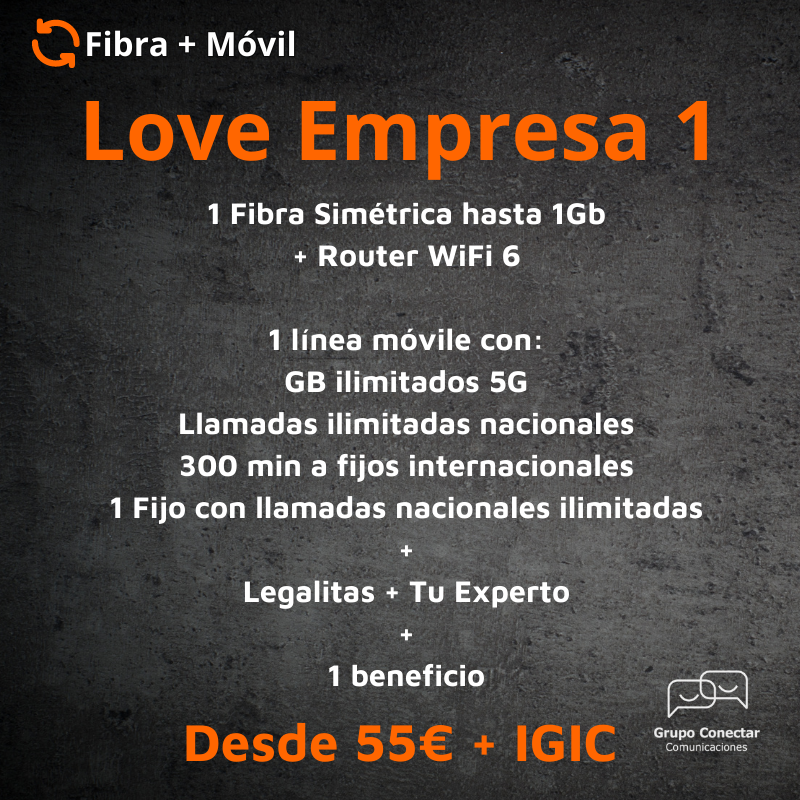 Fibra + Móvil
Love Empresa 1
1 Fibra Simétrica hasta 1Gb
+ Router WiFi 6
1 línea móvile con:
GB ilimitados 5G
Llamadas ilimitadas nacionales
300 min a fijos internacionales
1 Fijo con llamadas nacionales ilimitadas
+
Legalitas + Tu Experto
+
1 beneficio
Desde 55€ + IGIC
Grupo Conectar
Comunicaciones